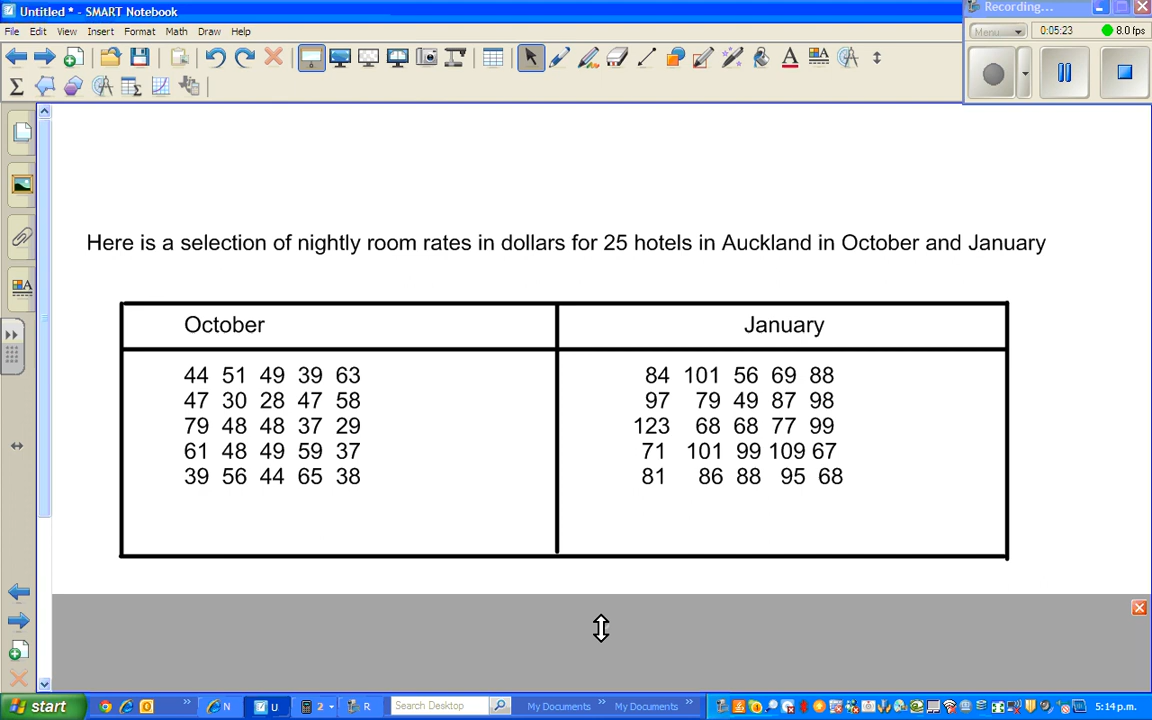 Untitled * - SMART Notebook
Recording...
File Edit View Insert Format Math Draw Help
Menu 0:05:23 8.0 fps
Here is a selection of nightly room rates in dollars for 25 hotels in Auckland in October and January
October January
44 51 49 39 63 84 101 56 69 88
47 30 28 47 58 97 79 49 87 98
79 48 48 37 29 123 68 68 77 99
61 48 49 59 37 71 101 99 109 67
39 56 44 65 38 81 86 88 95 68
start N U 2 R Search Desktop My Documents » My Documents » 5:14 p.m.